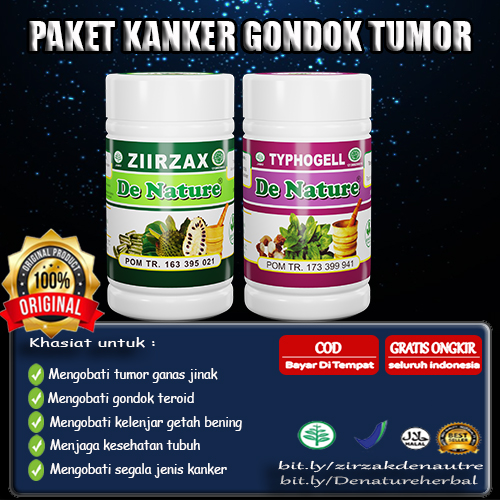 PAKET KANKER GONDOK TUMOR
ZIIRZAX
De Nature®
POM TR. 163 395 021
TYPHOGELL
De Nature®
POM TR. 173 399 941
ORIGINAL PRODUCT
100%
ORIGINAL
Khasiat untuk :
Mengobati tumor ganas jinak
Mengobati gondok teroid
Mengobati kelenjar getah bening
Menjaga kesehatan tubuh
Mengobati segala jenis kanker
COD
Bayar Di Tempat
GRATIS ONGKIR
seluruh indonesia
HALAL
BEST
SELLER
bit.ly/zirzakdenautre
bit.ly/Denatureherbal